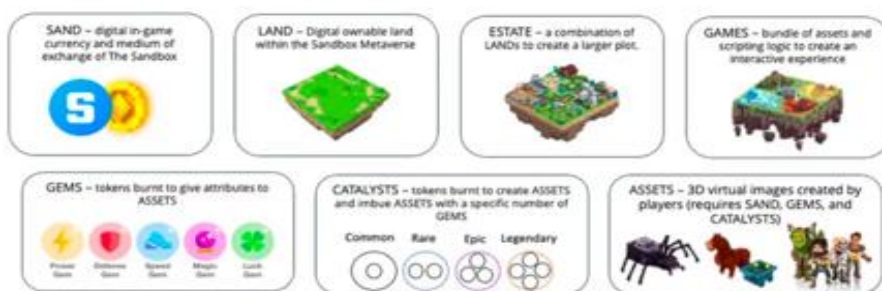 SAND – digital in-game
currency and medium of
exchange of The Sandbox
S
LAND – Digital ownable land
within the Sandbox Metaverse
ESTATE – a combination of
LANDs to create a larger plot.
GAMES – bundle of assets and
scripting logic to create an
interactive experience
GEMS – tokens burnt to give attributes to
ASSETS
Power
Gem
Defense
Gem
Speed
Gem
Magic
Gem
Luck
Gem
CATALYSTS – tokens burnt to create ASSETS
and imbue ASSETS with a specific number of
GEMS
Common
Rare
Epic
Legendary
ASSETS – 3D virtual images created by
players (requires SAND, GEMS, and
CATALYSTS)